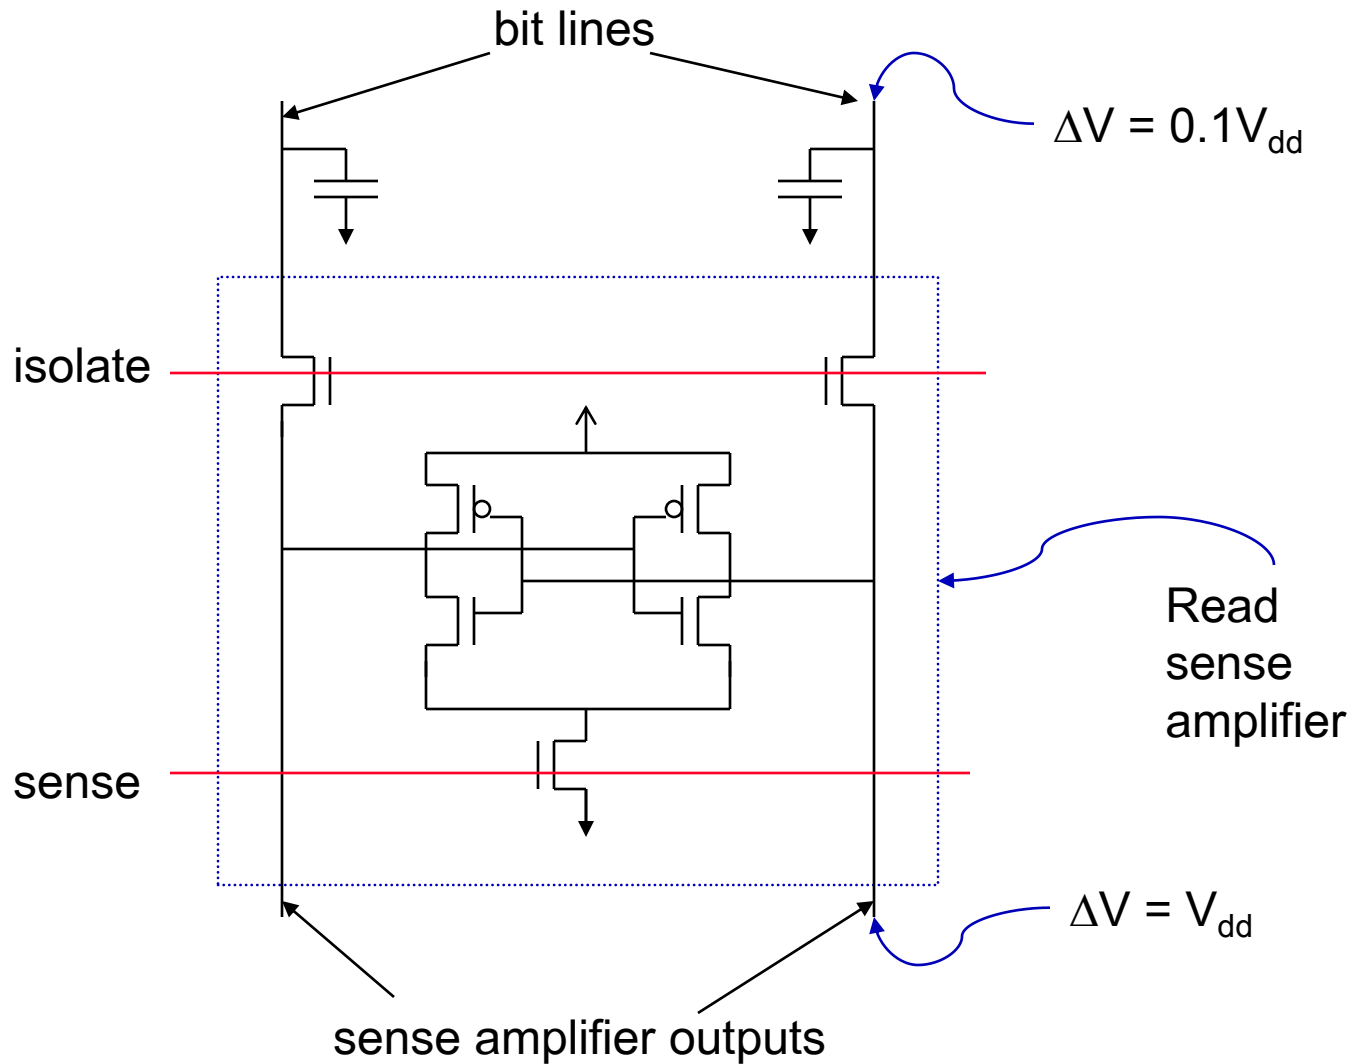 bit lines
ΔV = 0.1Vdd
isolate
Read
sense
amplifier
sense
ΔV = Vdd
sense amplifier outputs